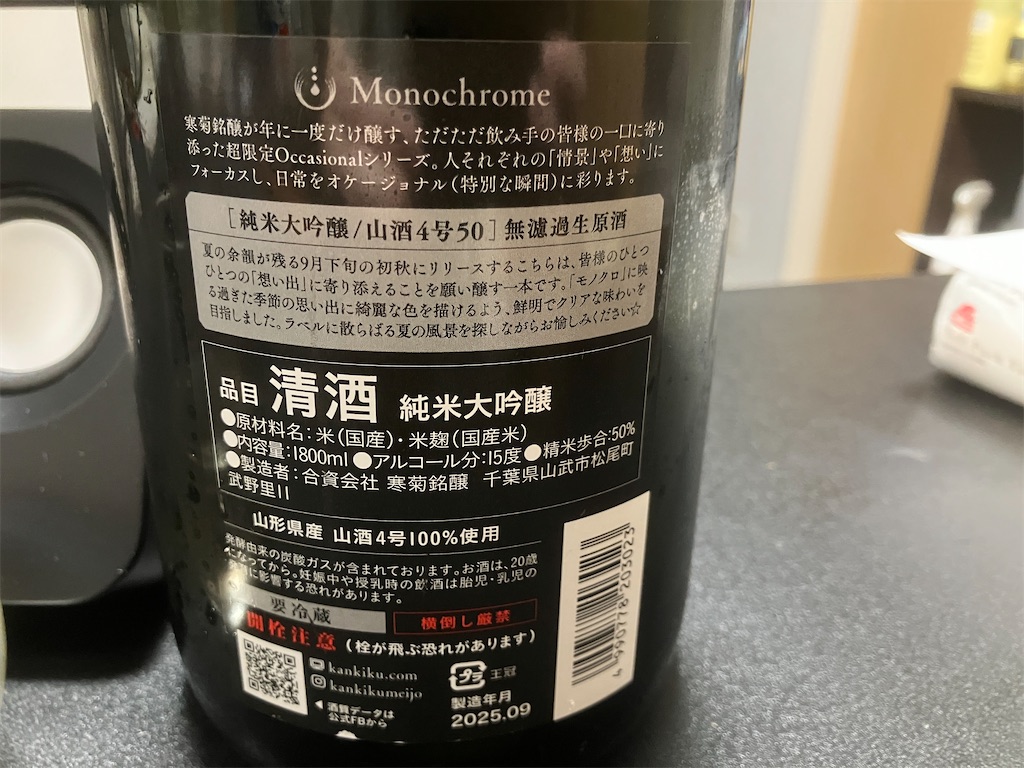 Monochrome
寒菊銘醸が年に一度だけ醸す、ただただ飲み手の皆様の一口に寄り
添った超限定Occasionalシリーズ。人それぞれの「情景」や「想い」に
フォーカスし、日常をオケージョナル(特別な瞬間)に彩ります。
[純米大吟醸/山酒4号50]無濾過生原酒
夏の余韻が残る9月下旬の初秋にリリースするこちらは、皆様のひとつ
ひとつの「想い出」に寄り添えることを願い醸す一本です。「モノクロ」に映
る過ぎた季節の思い出に綺麗な色を描けるよう、鮮明でクリアな味わいを
目指しました。ラベルに散らばる夏の風景を探しながらお愉しみください☆
品目 清酒 純米大吟醸
●原材料名:米(国産)・米麹(国産米)
●内容量:1800ml ●アルコール分:15度 ●精米歩合:50%
●製造者:合資会社 寒菊銘醸 千葉県山武市松尾町
武野里11
山形県産 山酒4号100%使用
発酵由来の炭酸ガスが含まれております。お酒は、20歳
になってから。妊娠中や授乳時の飲酒は胎児・乳児の
に影響する恐れがあります。
要冷蔵
横倒し厳禁
開栓注意(栓が飛ぶ恐れがあります)
kankiku.com
kankikumeijo
◀酒質データは
公式FBから
プラ 王冠
製造年月
2025.09
4 990778 203023